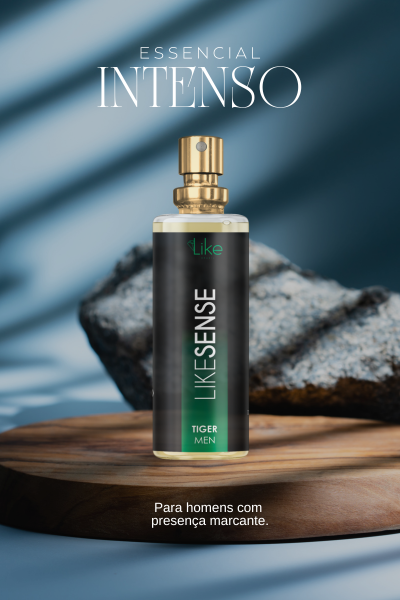 ESSENCIAL
INTENSO
Like
LIKESENSE
TIGER
MEN
Para homens com
presença marcante.